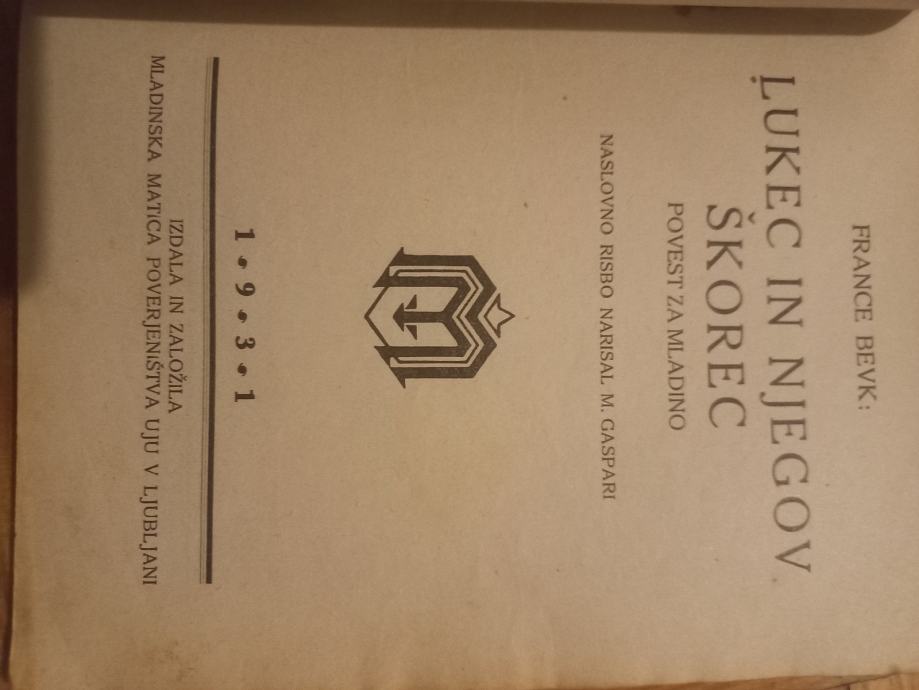 FRANCE BEVK:
LUKEC IN NJEGOV
ŠKOREC
POVEST ZA MLADINO
NASLOVNO RISBO NARISAL M. GASPARI
1•9•3•1
IZDALA IN ZALOŽILA
MLADINSKA MATICA POVERJENIŠTVA UJU V LJUBLJANI